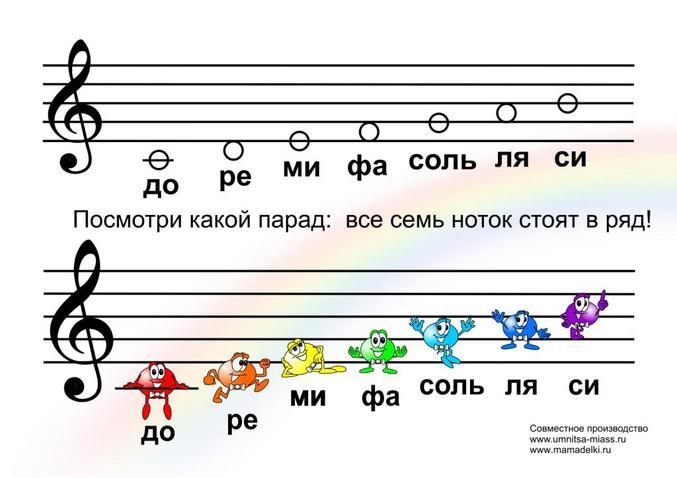 до ре ми фа соль ля си
Посмотри какой парад: все семь ноток стоят в ряд!
до ре ми фа соль ля си
Совместное производство
www.umnitsa-miass.ru
www.mamadelki.ru